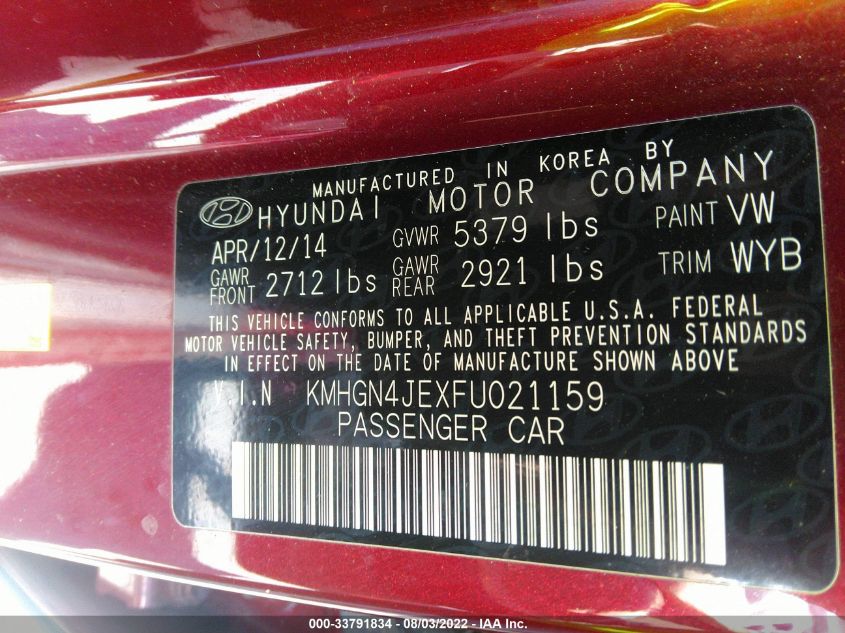 MANUFACTURED IN KOREA BY
HYUNDAI MOTOR COMPANY
APR/12/14 GVWR 5379 lbs PAINT VW
GAWR FRONT 2712 lbs GAWR REAR 2921 lbs TRIM WYB
THIS VEHICLE CONFORMS TO ALL APPLICABLE U.S.A. FEDERAL
MOTOR VEHICLE SAFETY, BUMPER, AND THEFT PREVENTION STANDARDS
IN EFFECT ON THE DATE OF MANUFACTURE SHOWN ABOVE
V.I.N KMHGN4JEXFU021159
PASSENGER CAR
000-33791834 - 08/03/2022 - IAA Inc.